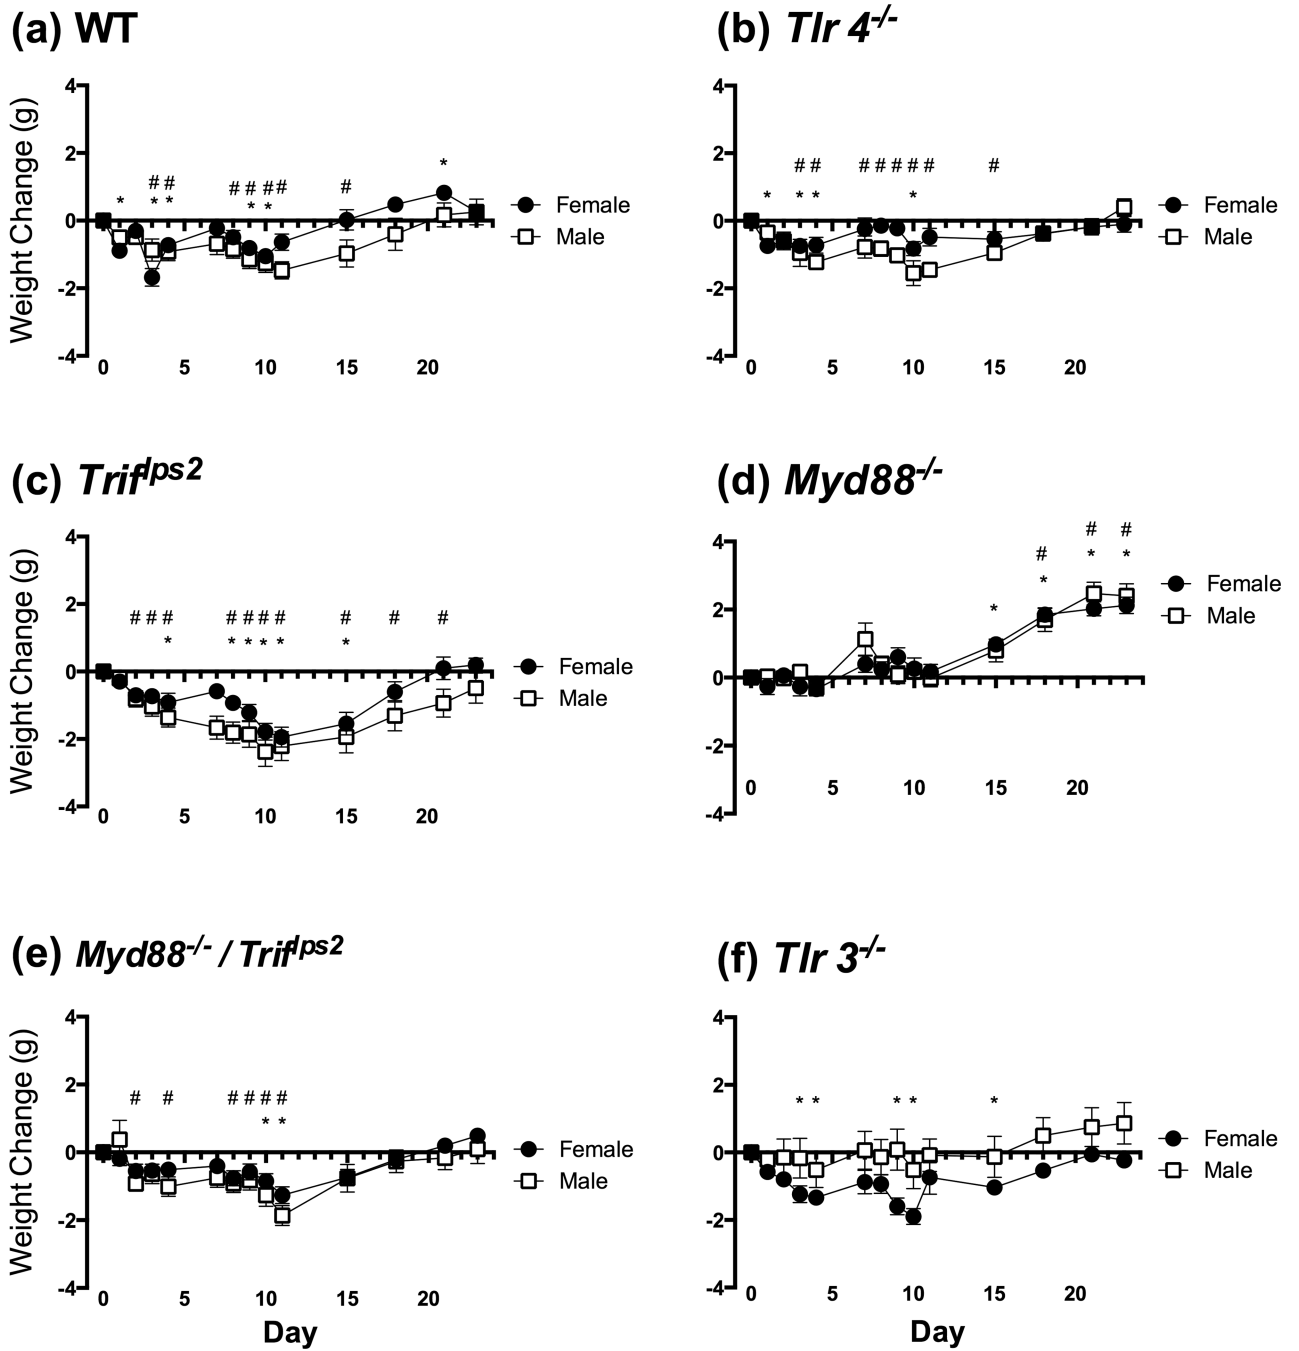 (a) WT
(b) Tlr 4-/-
Weight Change (g)
4
2
0
-2
-4
* # # * * # # # # * * # *
0 5 10 15 20
Female
Male
4
2
0
-2
-4
* # # * * # # # # # * #
0 5 10 15 20
Female
Male
(c) Triflps2
(d) Myd88-/-
Weight Change (g)
4
2
0
-2
-4
# # # * # # # # * * * * # * # #
0 5 10 15 20
Female
Male
4
2
0
-2
-4
* # * # * # *
0 5 10 15 20
Female
Male
(e) Myd88-/- / Triflps2
(f) Tlr 3-/-
Weight Change (g)
4
2
0
-2
-4
# # # # # # * *
0 5 10 15 20
Day
Female
Male
4
2
0
-2
-4
* * * * *
0 5 10 15 20
Day
Female
Male